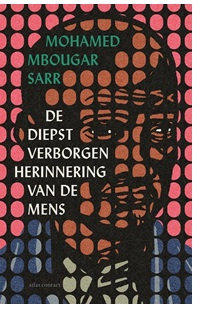 MOHAMED
MBOUGAR
SARR
DE
DIEPST
VERBORGEN
HERINNERING
VAN DE
MENS
atlas contact